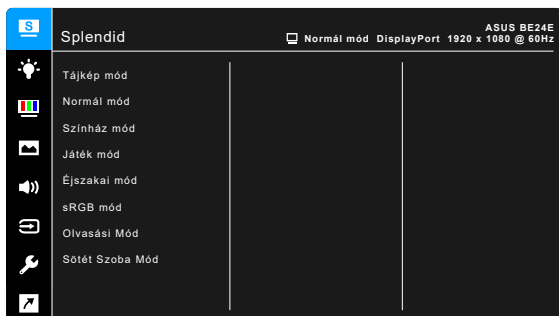 S
Splendid
ASUS BE24E
Normál mód DisplayPort 1920 x 1080 @ 60Hz
Tájkép mód
Normál mód
Színház mód
Játék mód
Éjszakai mód
sRGB mód
Olvasási Mód
Sötét Szoba Mód